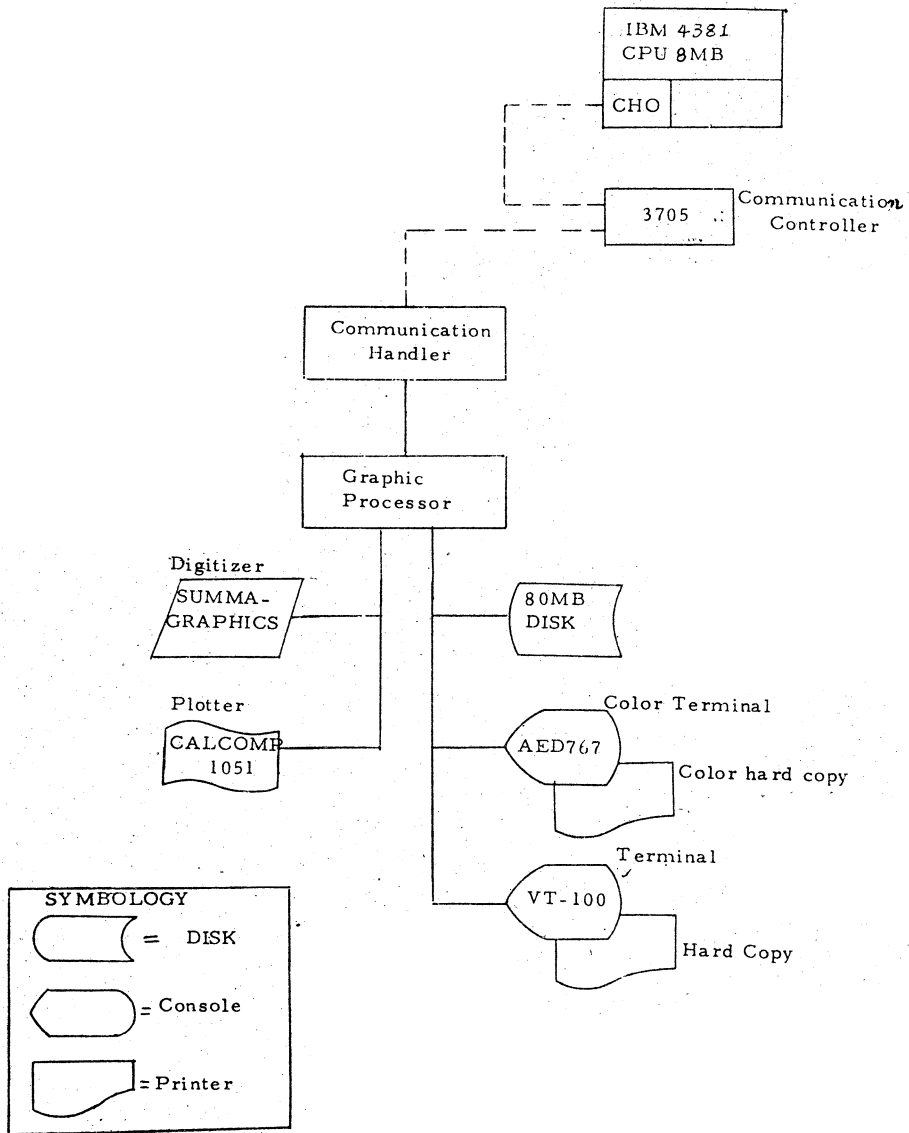 IBM 4381
CPU 8MB
CHO
3705
Communication
Controller
Communication
Handler
Graphic
Processor
Digitizer
SUMMA-
GRAPHICS
80MB
DISK
Plotter
CALCOMP
1051
Color Terminal
AED767
Color hard copy
Terminal
VT-100
Hard Copy
SYMBOLOGY
= DISK
= Console
= Printer